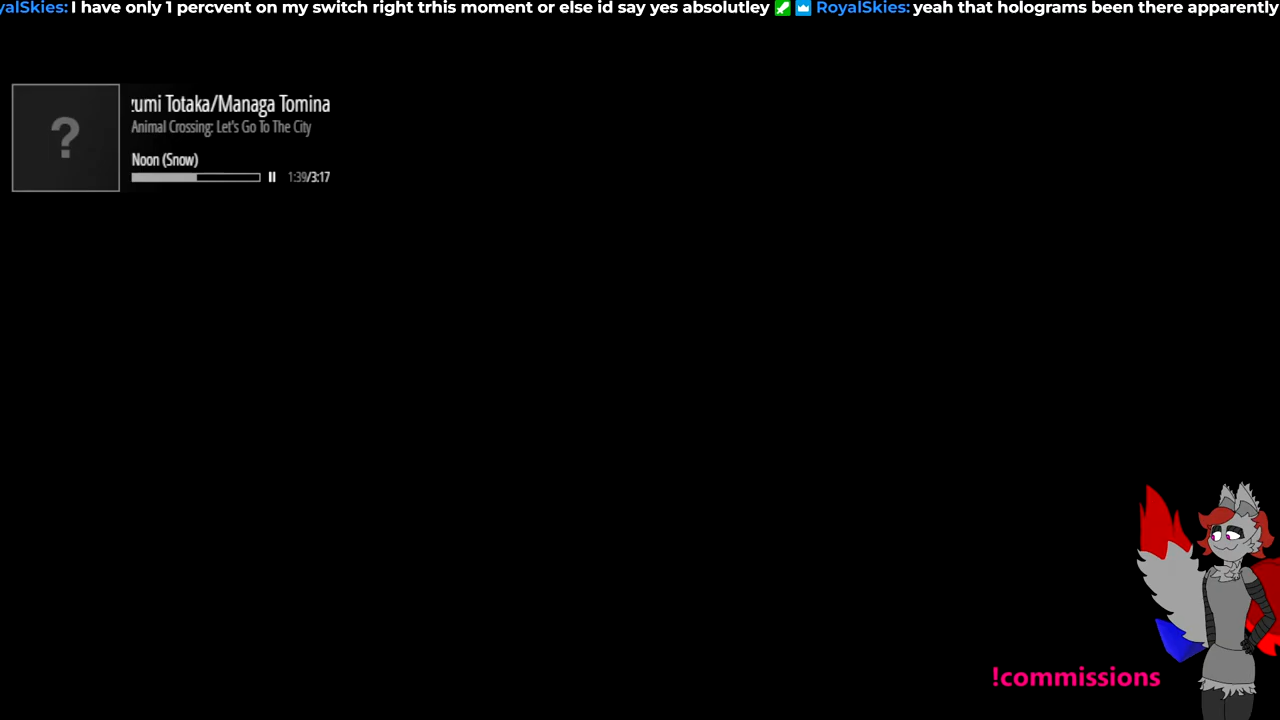 yalSkies: I have only 1 percvent on my switch right trhis moment or else id say yes absolutley RoyalSkies: yeah that holograms been there apparently
?
zumi Totaka/Managa Tomina
Animal Crossing: Let's Go To The City
Noon (Snow)
1:39/3:17
!commissions